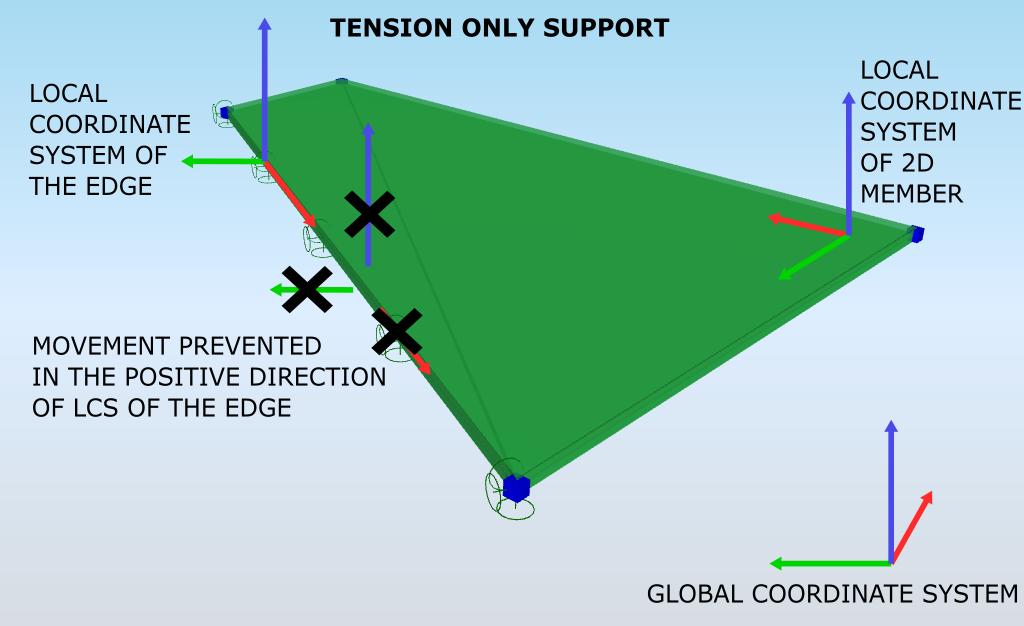 TENSION ONLY SUPPORT
LOCAL
COORDINATE
SYSTEM OF
THE EDGE
LOCAL
COORDINATE
SYSTEM
OF 2D
MEMBER
MOVEMENT PREVENTED
IN THE POSITIVE DIRECTION
OF LCS OF THE EDGE
GLOBAL COORDINATE SYSTEM